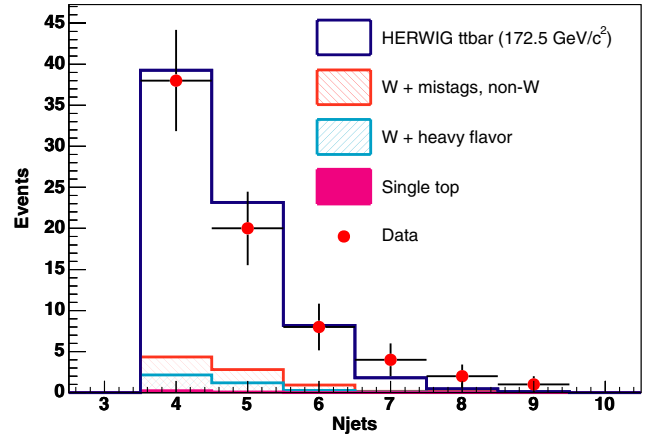 HERWIG ttbar (172.5 GeV/c²)
W + mistags, non-W
W + heavy flavor
Single top
Data
Events
45
40
35
30
25
20
15
10
5
0
3 4 5 6 7 8 9 10
Njets